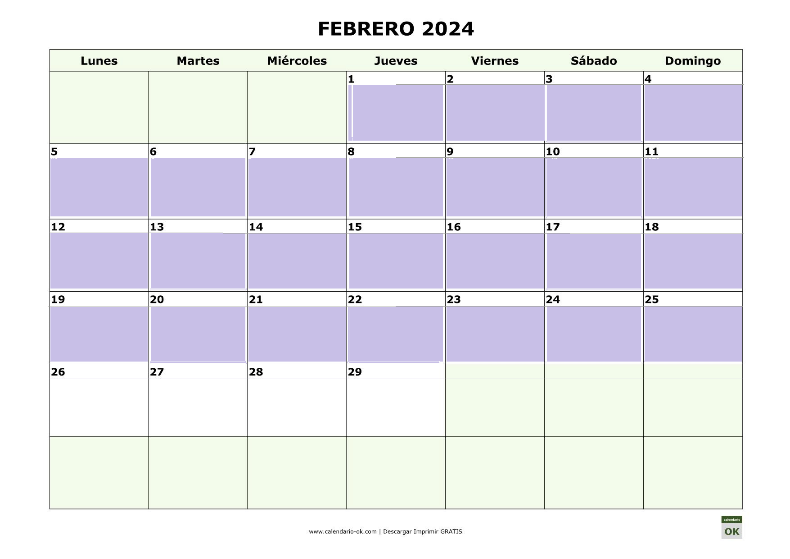 FEBRERO 2024
Lunes Martes Miércoles Jueves Viernes Sábado Domingo
1 2 3 4
5 6 7 8 9 10 11
12 13 14 15 16 17 18
19 20 21 22 23 24 25
26 27 28 29
www.calendario-ok.com | Descargar Imprimir GRATIS
calendario
OK